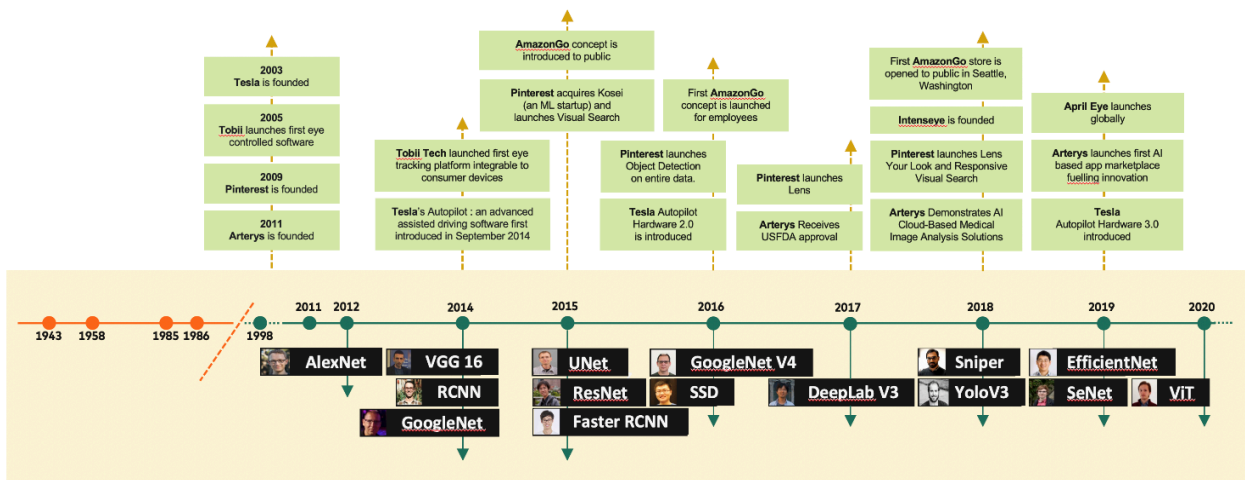 2003
Tesla is founded
2005
Tobii launches first eye
controlled software
2009
Pinterest is founded
2011
Arterys is founded
Tobii Tech launched first eye
tracking platform integrable to
consumer devices
Tesla's Autopilot : an advanced
assisted driving software first
introduced in September 2014
AmazonGo concept is
introduced to public
Pinterest acquires Kosei
(an ML startup) and
launches Visual Search
First AmazonGo
concept is launched
for employees
Pinterest launches
Object Detection
on entire data.
Tesla Autopilot
Hardware 2.0
is introduced
Pinterest launches
Lens
Arterys Receives
USFDA approval
First AmazonGo store is
opened to public in Seattle,
Washington
Intenseye is founded
Pinterest launches Lens
Your Look and Responsive
Visual Search
Arterys Demonstrates AI
Cloud-Based Medical
Image Analysis Solutions
April Eye launches
globally
Arterys launches first AI
based app marketplace
fuelling innovation
Tesla
Autopilot Hardware 3.0
introduced
1943
1958
1985
1986
1998
2011
2012
2014
2015
2016
2017
2018
2019
2020
AlexNet
VGG 16
RCNN
GoogleNet
UNet
ResNet
Faster RCNN
GoogleNet V4
SSD
DeepLab V3
Sniper
YoloV3
EfficientNet
SeNet
ViT